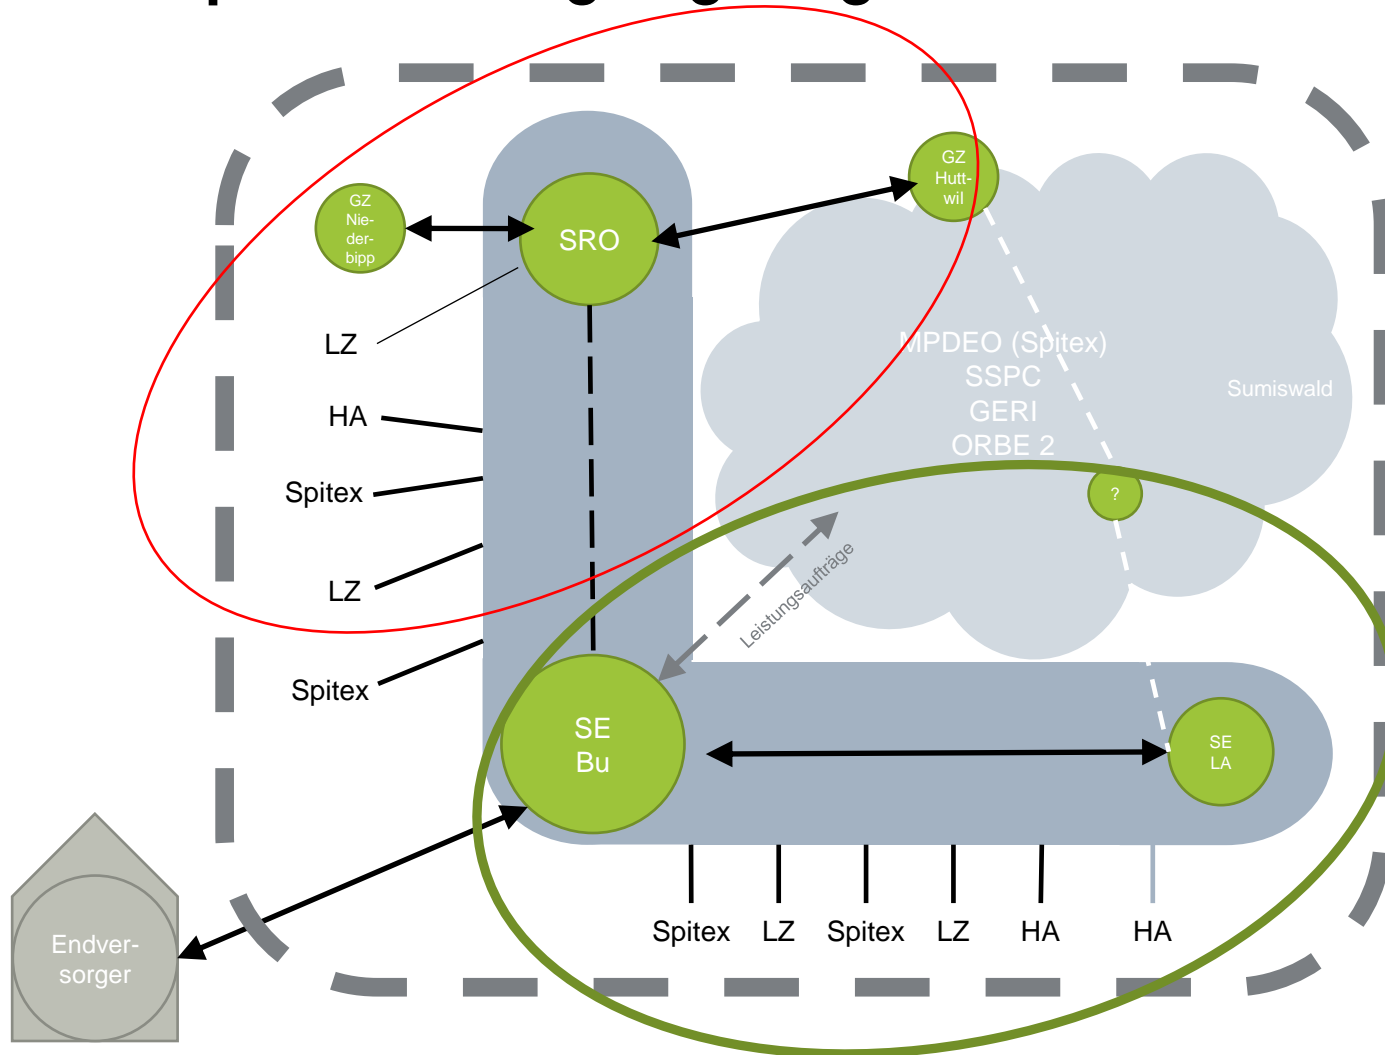 GZ
Hutt-
wil
GZ
Nie-
der-
bipp
SRO
LZ
MPDEO (Spitex)
SSPC
GERI
ORBE 2
Sumiswald
HA
Spitex
?
LZ
Leistungsaufträge
Spitex
SE
Bu
SE
LA
Spitex LZ Spitex LZ HA HA
Endver-
sorger